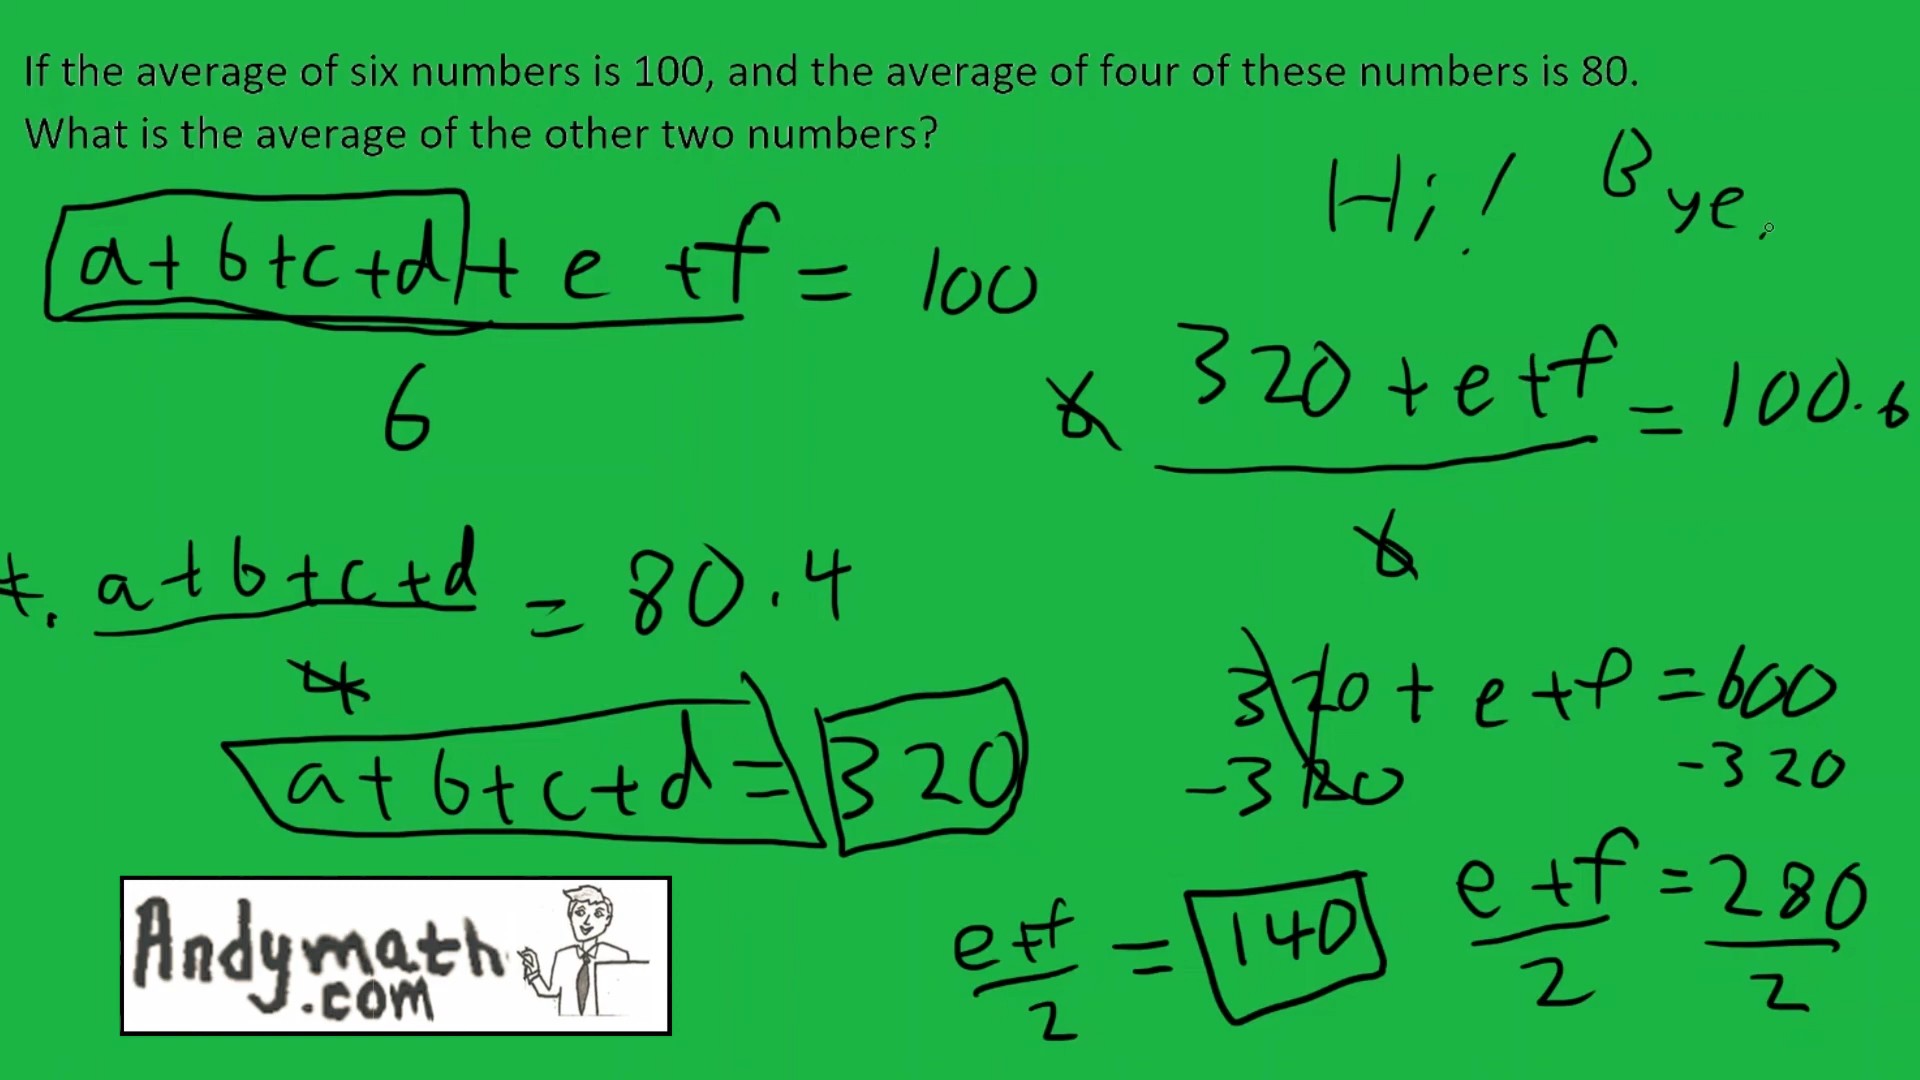 If the average of six numbers is 100, and the average of four of these numbers is 80.
What is the average of the other two numbers?
Hi! Bye.
a+b+c+d+e+f = 100
6
6 320+e+f = 100.6
6
4. a+b+c+d = 80.4
4
a+b+c+d = 320
320+e+f = 600
-320 -320
e+f = 280
2 2
e+f = 140
2
Andymath
.com